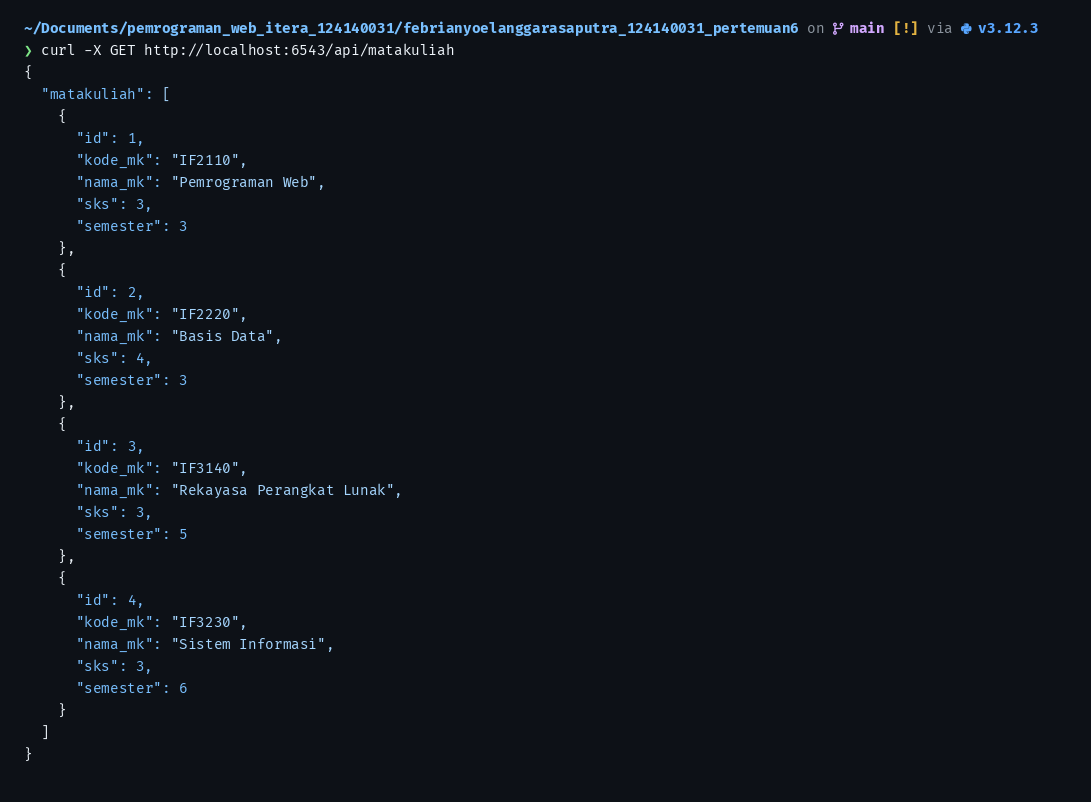 ~/Documents/pemrograman_web_itera_124140031/febrianyoelanggarasaputra_124140031_pertemuan6 on main [!] via v3.12.3
❯ curl -X GET http://localhost:6543/api/matakuliah
{
  "matakuliah": [
    {
      "id": 1,
      "kode_mk": "IF2110",
      "nama_mk": "Pemrograman Web",
      "sks": 3,
      "semester": 3
    },
    {
      "id": 2,
      "kode_mk": "IF2220",
      "nama_mk": "Basis Data",
      "sks": 4,
      "semester": 3
    },
    {
      "id": 3,
      "kode_mk": "IF3140",
      "nama_mk": "Rekayasa Perangkat Lunak",
      "sks": 3,
      "semester": 5
    },
    {
      "id": 4,
      "kode_mk": "IF3230",
      "nama_mk": "Sistem Informasi",
      "sks": 3,
      "semester": 6
    }
  ]
}